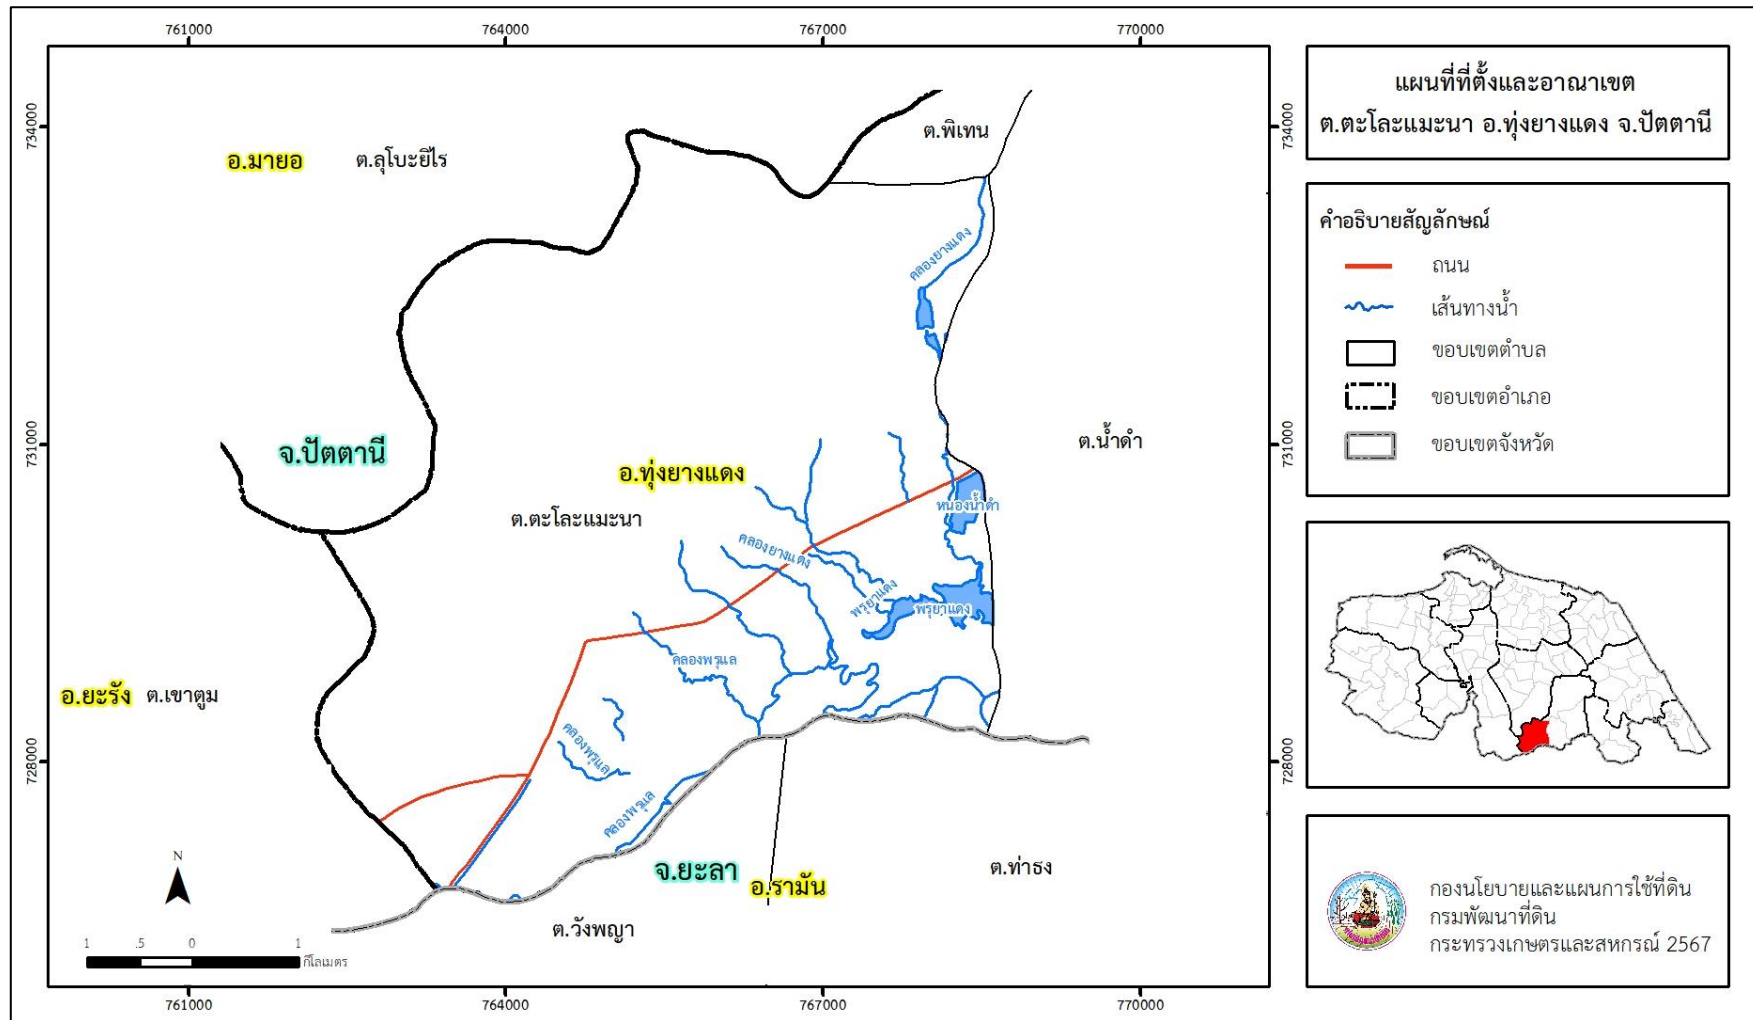 761000
764000
767000
770000
734000
734000
ต.พิเทน
อ.มายอ
ต.ลุโบะยิไร
คลองยางแดง
731000
731000
จ.ปัตตานี
ต.น้ำดำ
อ.ทุ่งยางแดง
หนองน้ำดำ
ต.ตะโละแมะนา
คลองยางแดง
พรุยาแดง
พรุยาแดง
คลองพรุแล
อ.ยะรัง
ต.เขาตูม
คลองพรุแล
728000
728000
คลองพรุแล
จ.ยะลา
อ.รามัน
ต.ท่าธง
ต.วังพญา
N
1 .5 0 1
กิโลเมตร
761000
764000
767000
770000
แผนที่ที่ตั้งและอาณาเขต
ต.ตะโละแมะนา อ.ทุ่งยางแดง จ.ปัตตานี
คำอธิบายสัญลักษณ์
ถนน
เส้นทางน้ำ
ขอบเขตตำบล
ขอบเขตอำเภอ
ขอบเขตจังหวัด
กองนโยบายและแผนการใช้ที่ดิน
กรมพัฒนาที่ดิน
กระทรวงเกษตรและสหกรณ์ 2567